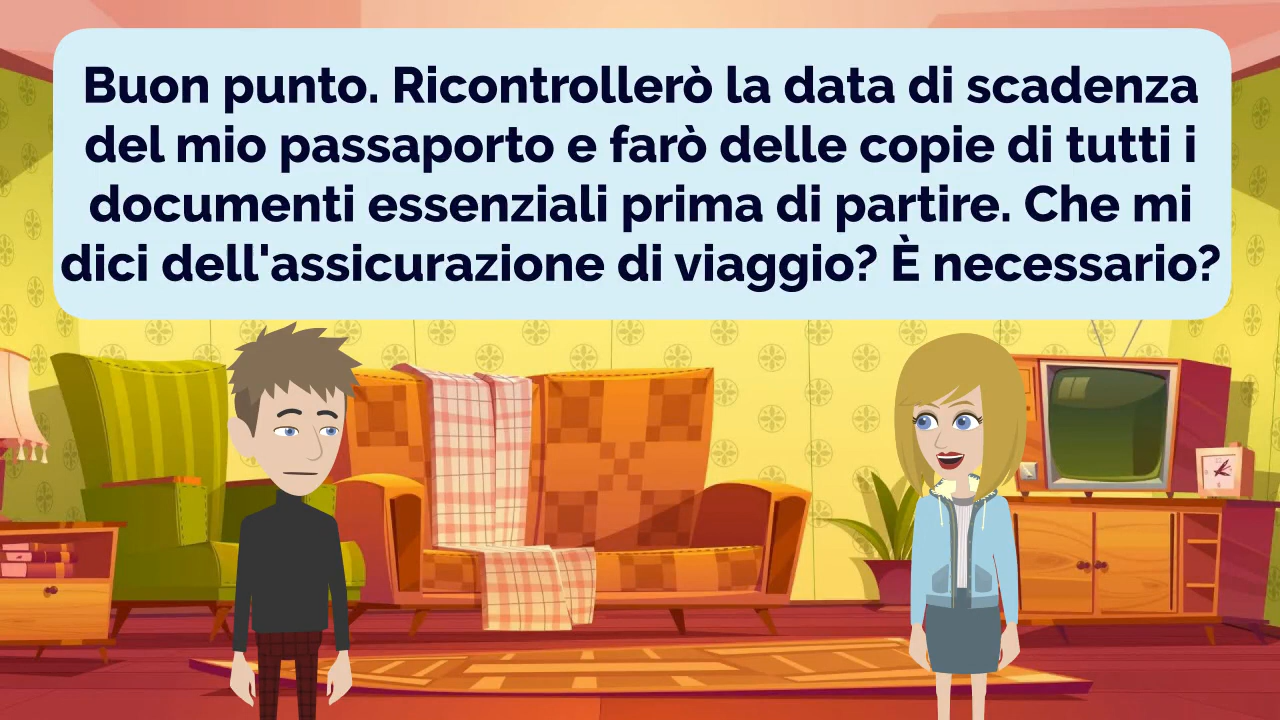 Buon punto. Ricontrollerò la data di scadenza
del mio passaporto e farò delle copie di tutti i
documenti essenziali prima di partire. Che mi
dici dell'assicurazione di viaggio? È necessario?